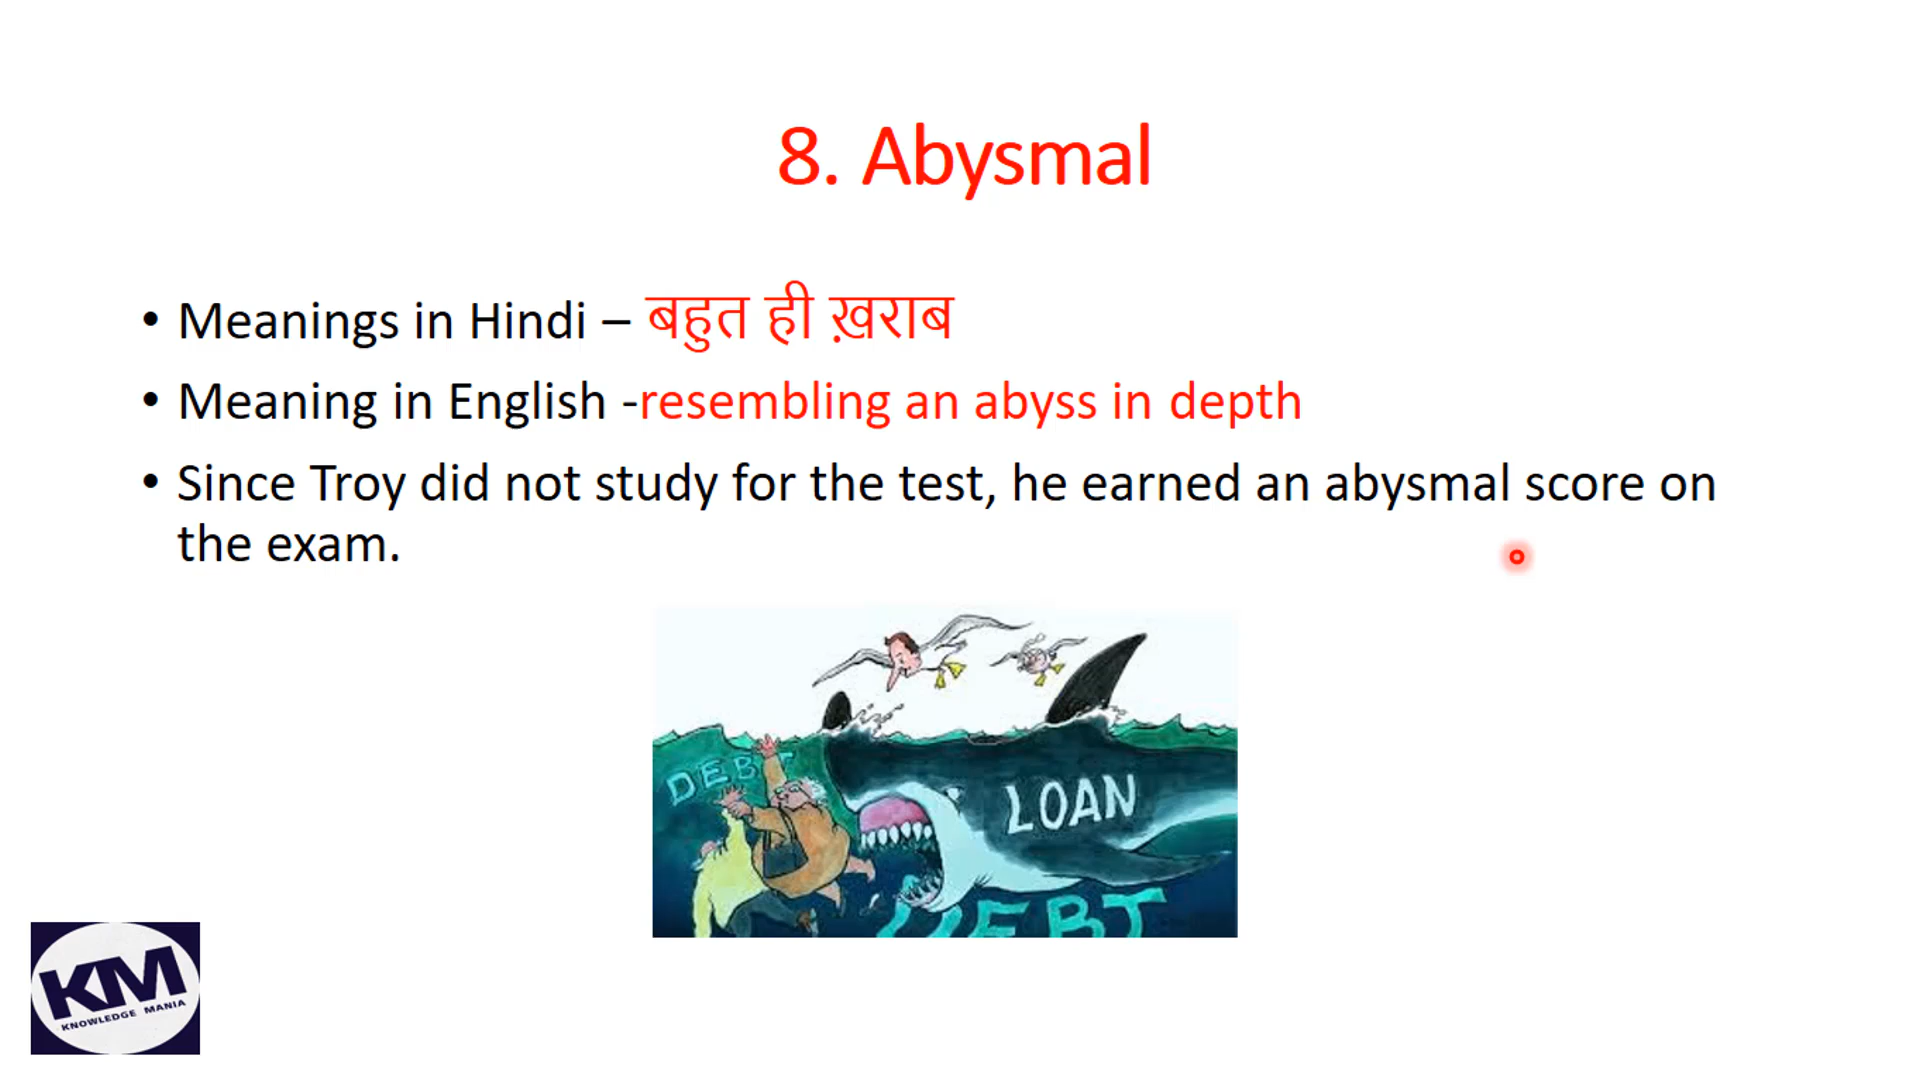 8. Abysmal
• Meanings in Hindi – बहुत ही ख़राब
• Meaning in English -resembling an abyss in depth
• Since Troy did not study for the test, he earned an abysmal score on
the exam.
DEBT
LOAN
DEBT
KM
KNOWLEDGE MANIA